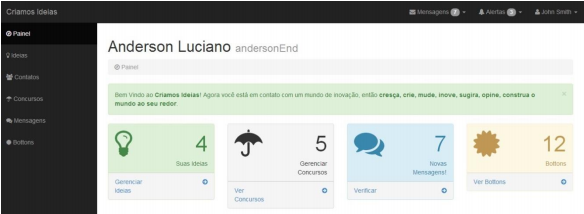 Criamos Ideias
Mensagens 7
Alertas 5
John Smith
Painel
Ideias
Contatos
Concursos
Mensagens
Bottons
Anderson Luciano andersonEnd
Painel
Bem Vindo ao Criamos Ideias! Agora você está em contato com um mundo de inovação, então cresça, crie, mude, inove, sugira, opine, construa o
mundo ao seu redor.
×
4
Suas ideias
Gerenciar
Ideias
5
Gerenciar
Concursos
Ver
Concursos
7
Novas
Mensagens!
Verificar
12
Bottons
Ver Bottons